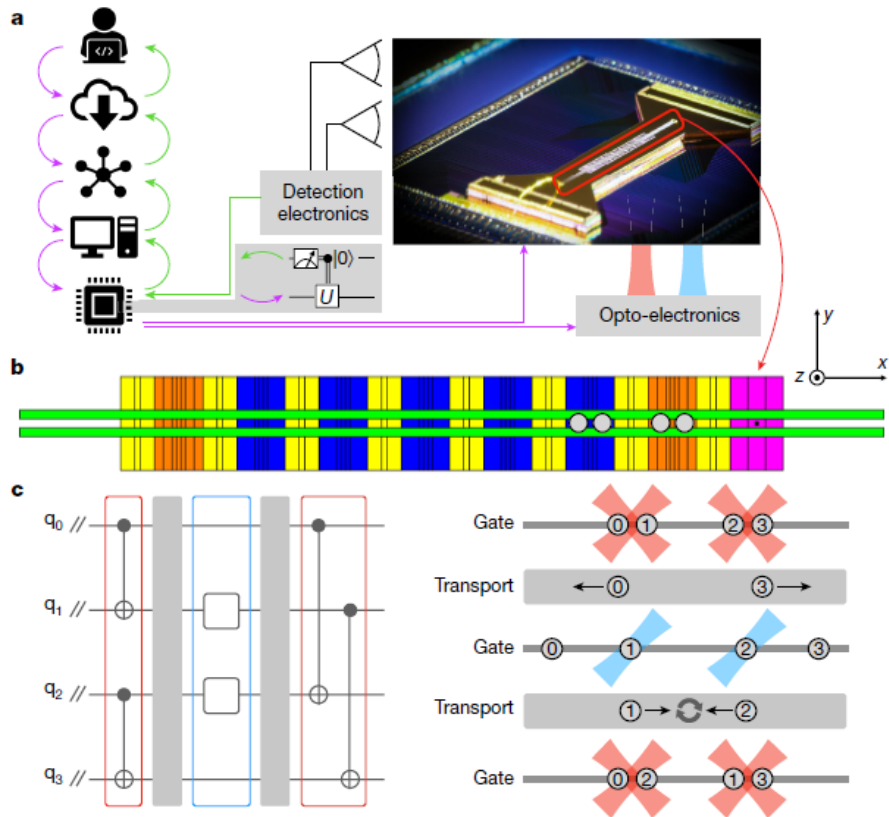 a
</>
Detection
electronics
|0⟩
U
Opto-electronics
y
x
z
b
c
q0 //
q1 //
q2 //
q3 //
Gate
0 1 2 3
Transport
0 3
Gate
0 1 2 3
Transport
1 2
Gate
0 2 1 3